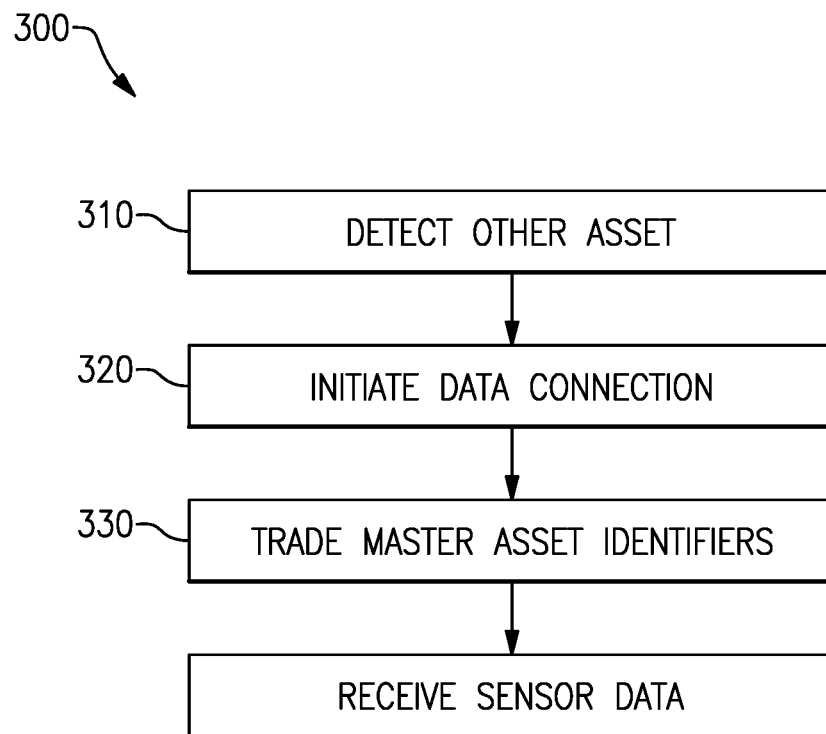 300
310
DETECT OTHER ASSET
320
INITIATE DATA CONNECTION
330
TRADE MASTER ASSET IDENTIFIERS
RECEIVE SENSOR DATA